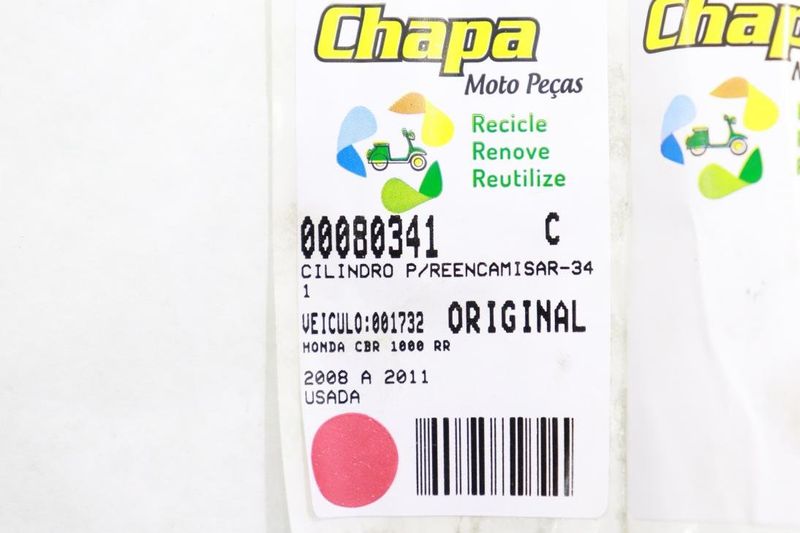 Chapa
Moto Peças
Recicle
Renove
Reutilize
00080341 C
CILINDRO P/REENCAMISAR-34
1
VEICULO:001732 ORIGINAL
HONDA CBR 1000 RR
2008 A 2011
USADA
Chap